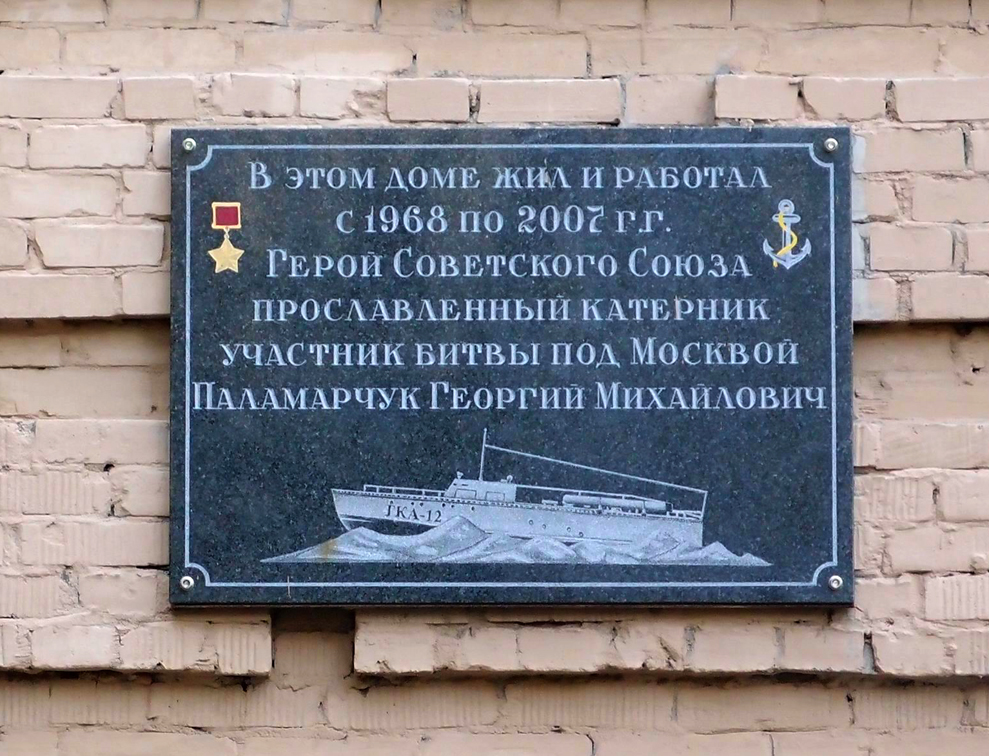 В этом доме жил и работал
с 1968 по 2007 г.г.
Герой Советского Союза
прославленный катерник
участник битвы под Москвой
Паламарчук Георгий Михайлович
ТКА-12